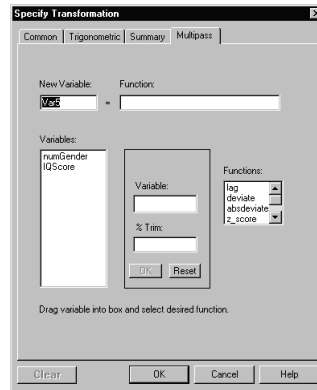 Specify Transformation
Common Trigonometric Summary Multipass
New Variable: Function:
Var5 =
Variables:
numGender
IQScore
Variable:
% Trim:
OK Reset
Functions:
lag
deviate
absdeviate
z_score
Drag variable into box and select desired function.
Clear OK Cancel Help